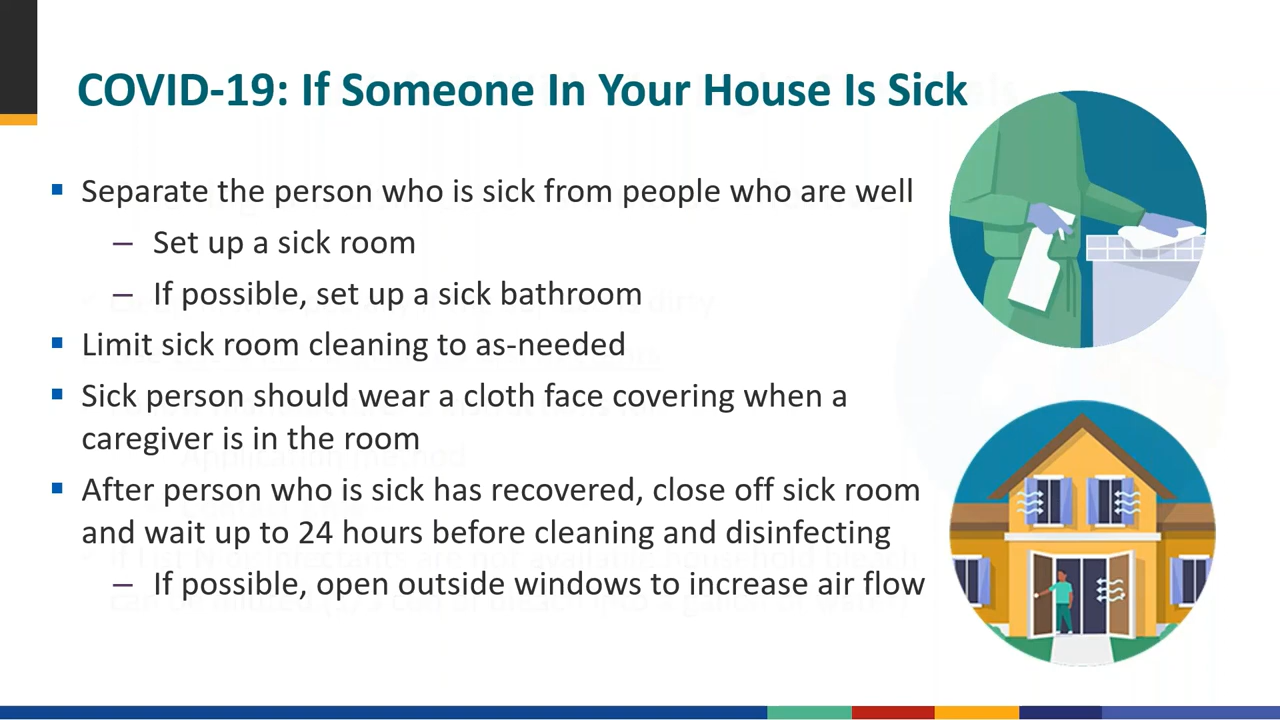 COVID-19: If Someone In Your House Is Sick
▪ Separate the person who is sick from people who are well
– Set up a sick room
– If possible, set up a sick bathroom
▪ Limit sick room cleaning to as-needed
▪ Sick person should wear a cloth face covering when a
caregiver is in the room
▪ After person who is sick has recovered, close off sick room
and wait up to 24 hours before cleaning and disinfecting
– If possible, open outside windows to increase air flow